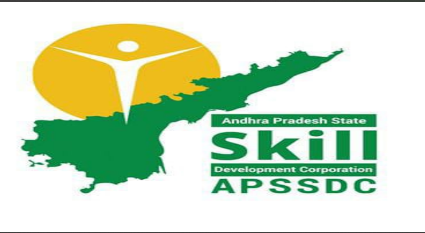 Andhra Pradesh State
Skill
Development Corporation
APSSDC